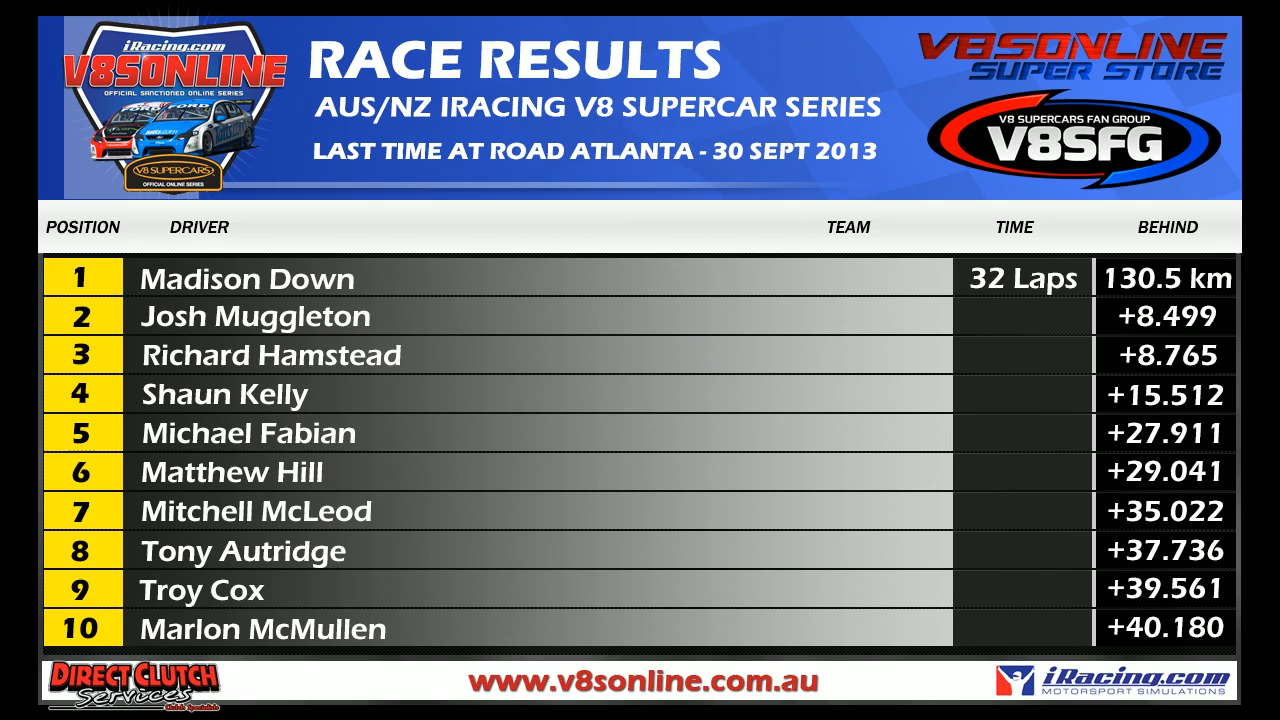 iRacing.com
V8SONLINE
OFFICIAL SANCTIONED ONLINE SERIES
V8 SUPERCARS
OFFICIAL ONLINE SERIES
RACE RESULTS
AUS/NZ IRACING V8 SUPERCAR SERIES
LAST TIME AT ROAD ATLANTA - 30 SEPT 2013
V8SONLINE
SUPER STORE
V8 SUPERCARS FAN GROUP
V8SFG
POSITION DRIVER TEAM TIME BEHIND
1 Madison Down 32 Laps 130.5 km
2 Josh Muggleton +8.499
3 Richard Hamstead +8.765
4 Shaun Kelly +15.512
5 Michael Fabian +27.911
6 Matthew Hill +29.041
7 Mitchell McLeod +35.022
8 Tony Autridge +37.736
9 Troy Cox +39.561
10 Marlon McMullen +40.180
DIRECT CLUTCH
Services
Clutch Specialists
www.v8sonline.com.au
iRacing.com
MOTORSPORT SIMULATIONS